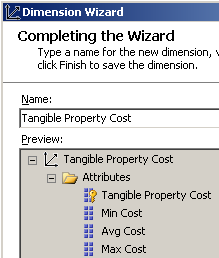 Dimension Wizard
Completing the Wizard
Type a name for the new dimension,
click Finish to save the dimension.
Name:
Tangible Property Cost
Preview:
Tangible Property Cost
Attributes
Tangible Property Cost
Min Cost
Avg Cost
Max Cost